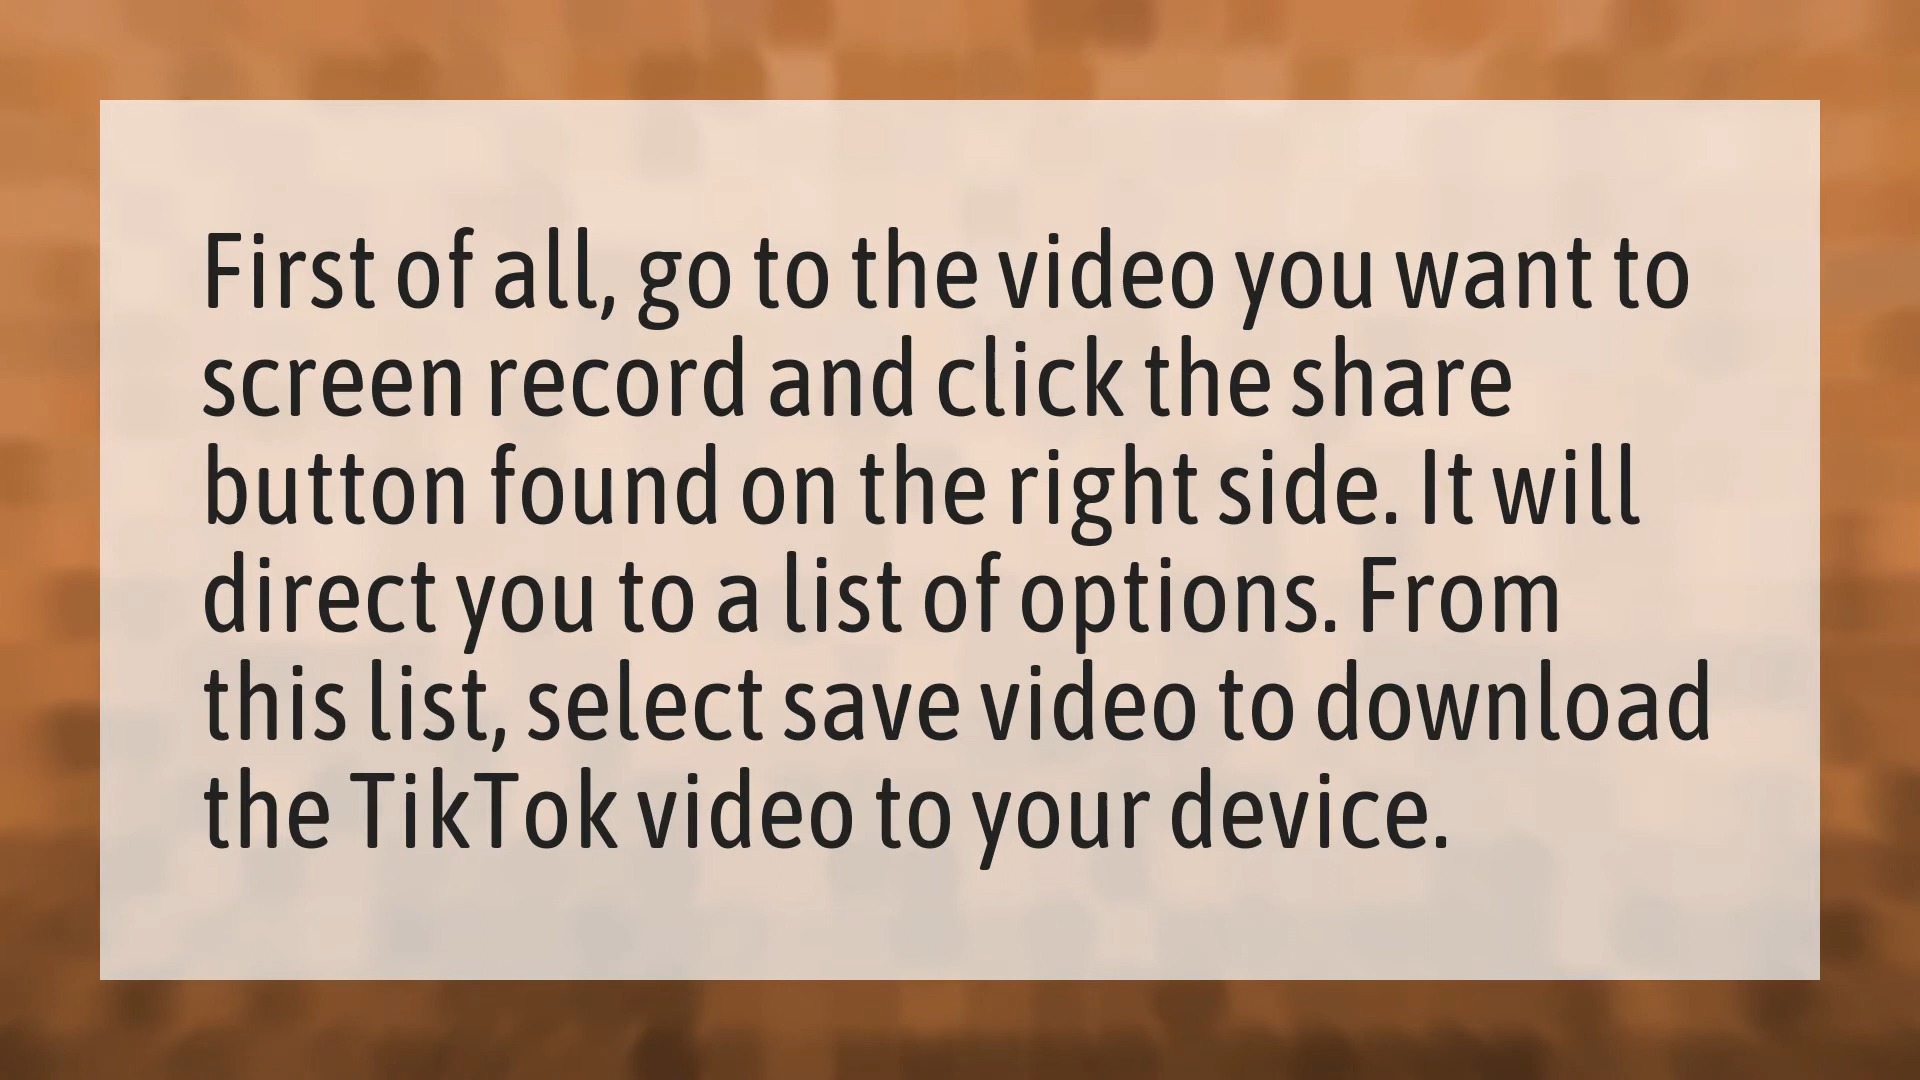 First of all, go to the video you want to
screen record and click the share
button found on the right side. It will
direct you to a list of options. From
this list, select save video to download
the TikTok video to your device.